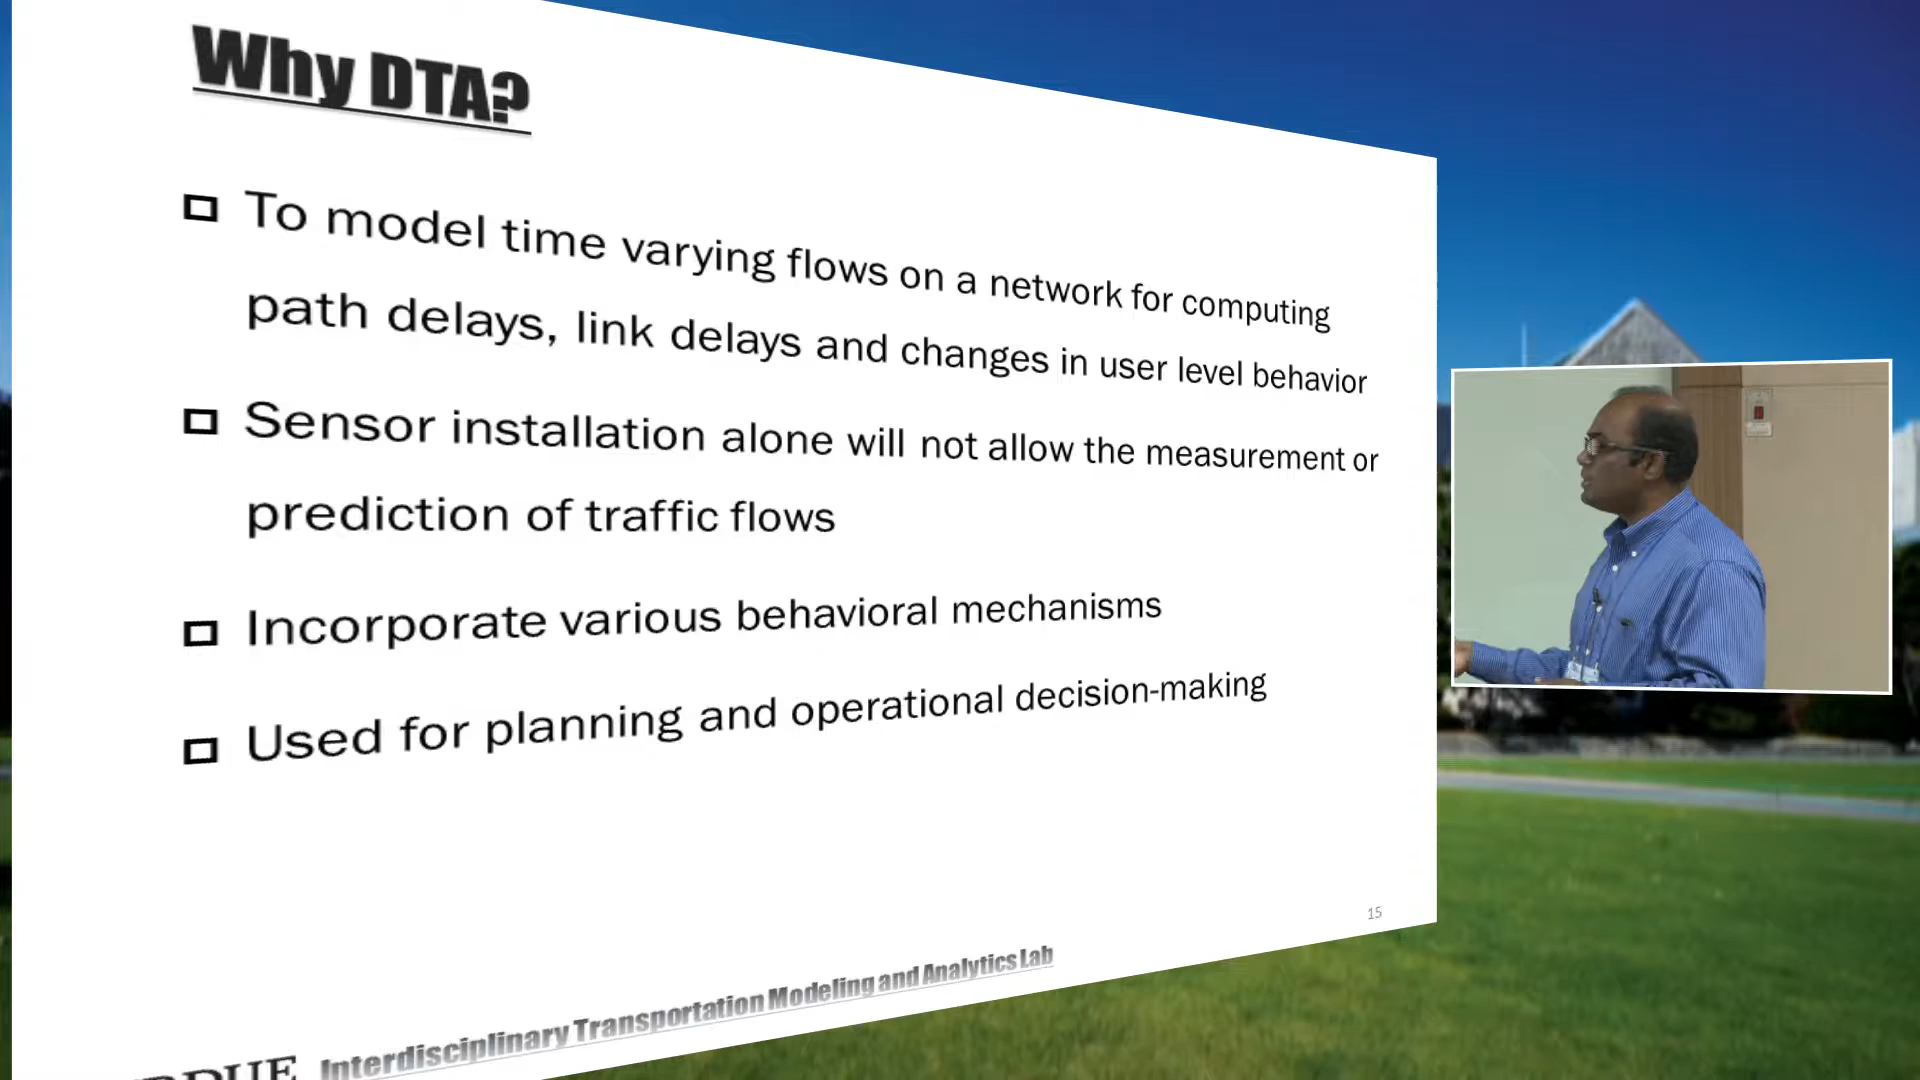 Why DTA?
To model time varying flows on a network for computing
path delays, link delays and changes in user level behavior
Sensor installation alone will not allow the measurement or
prediction of traffic flows
Incorporate various behavioral mechanisms
Used for planning and operational decision-making
15
Interdisciplinary Transportation Modeling and Analytics Lab